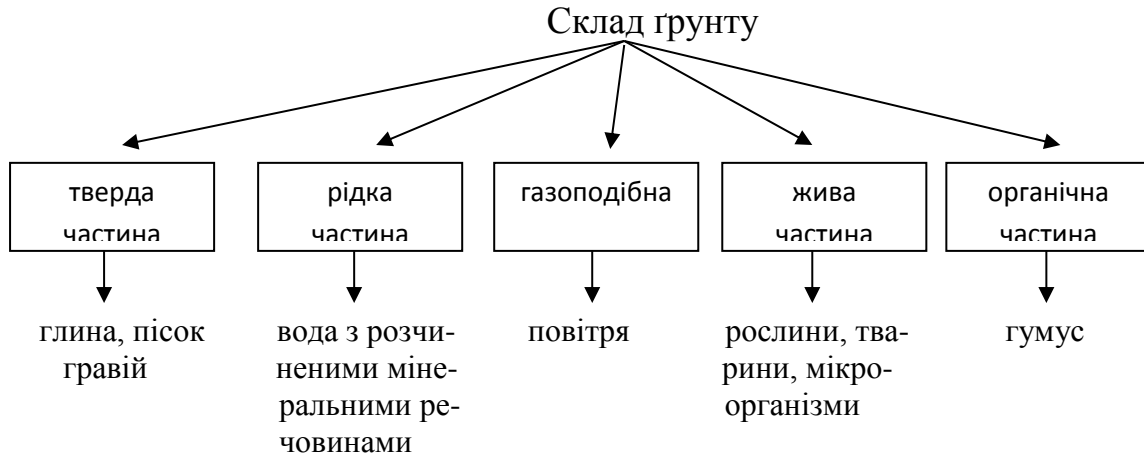 Склад ґрунту
тверда
частина
рідка
частина
газоподібна
жива
частина
органічна
частина
глина, пісок
гравій
вода з розчи-
неними міне-
ральними ре-
човинами
повітря
рослини, тва-
рини, мікро-
організми
гумус